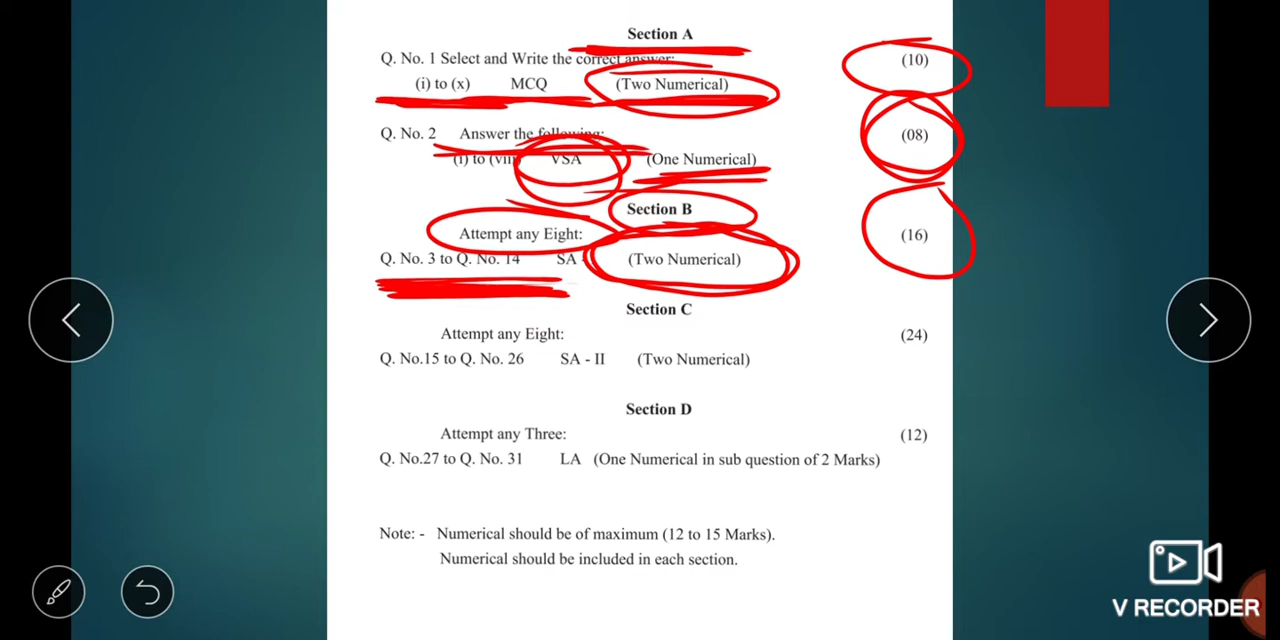 Section A
Q. No. 1 Select and Write the correct answer: (10)
(i) to (x) MCQ (Two Numerical)
Q. No. 2 Answer the following: (08)
(i) to (viii) VSA (One Numerical)
Section B
Attempt any Eight: (16)
Q. No. 3 to Q. No. 14 SA - (Two Numerical)
Section C
Attempt any Eight: (24)
Q. No.15 to Q. No. 26 SA - II (Two Numerical)
Section D
Attempt any Three: (12)
Q. No.27 to Q. No. 31 LA (One Numerical in sub question of 2 Marks)
Note: - Numerical should be of maximum (12 to 15 Marks).
Numerical should be included in each section.
V RECORDER